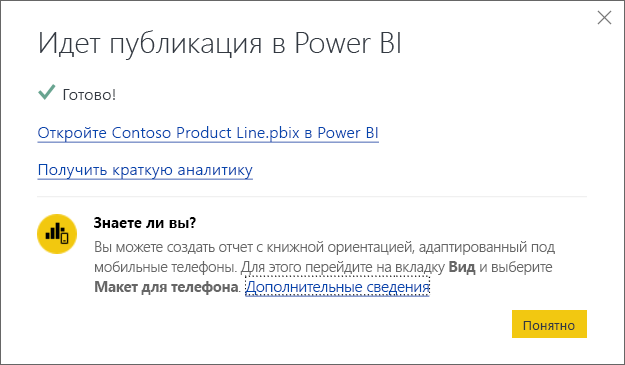 Идет публикация в Power BI
Готово!
Откройте Contoso Product Line.pbix в Power BI
Получить краткую аналитику
Знаете ли вы?
Вы можете создать отчет с книжной ориентацией, адаптированный под
мобильные телефоны. Для этого перейдите на вкладку Вид и выберите
Макет для телефона. Дополнительные сведения
Понятно